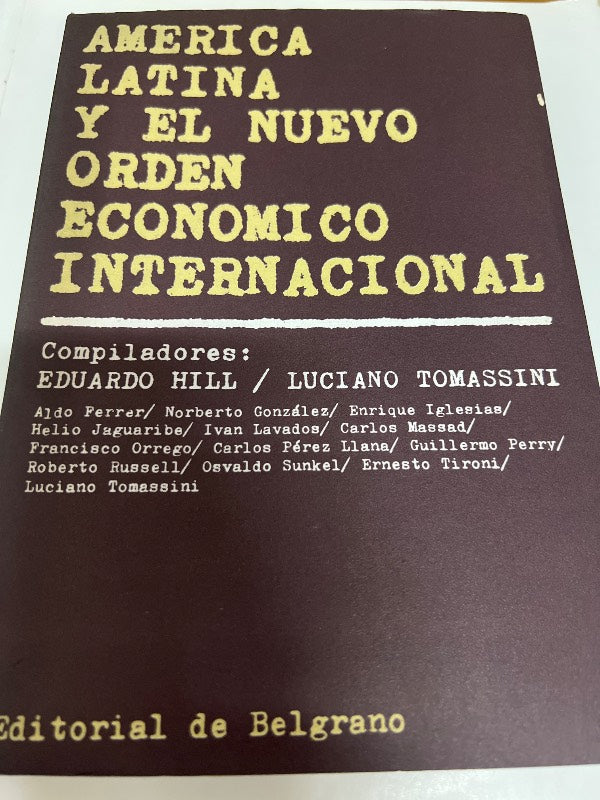 AMERICA
LATINA
Y EL NUEVO
ORDEN
ECONOMICO
INTERNACIONAL
Compiladores:
EDUARDO HILL / LUCIANO TOMASSINI
Aldo Ferrer/ Norberto González/ Enrique Iglesias/
Helio Jaguaribe/ Ivan Lavados/ Carlos Massad/
Francisco Orrego/ Carlos Pérez Llana/ Guillermo Perry/
Roberto Russell/ Osvaldo Sunkel/ Ernesto Tironi/
Luciano Tomassini
Editorial de Belgrano